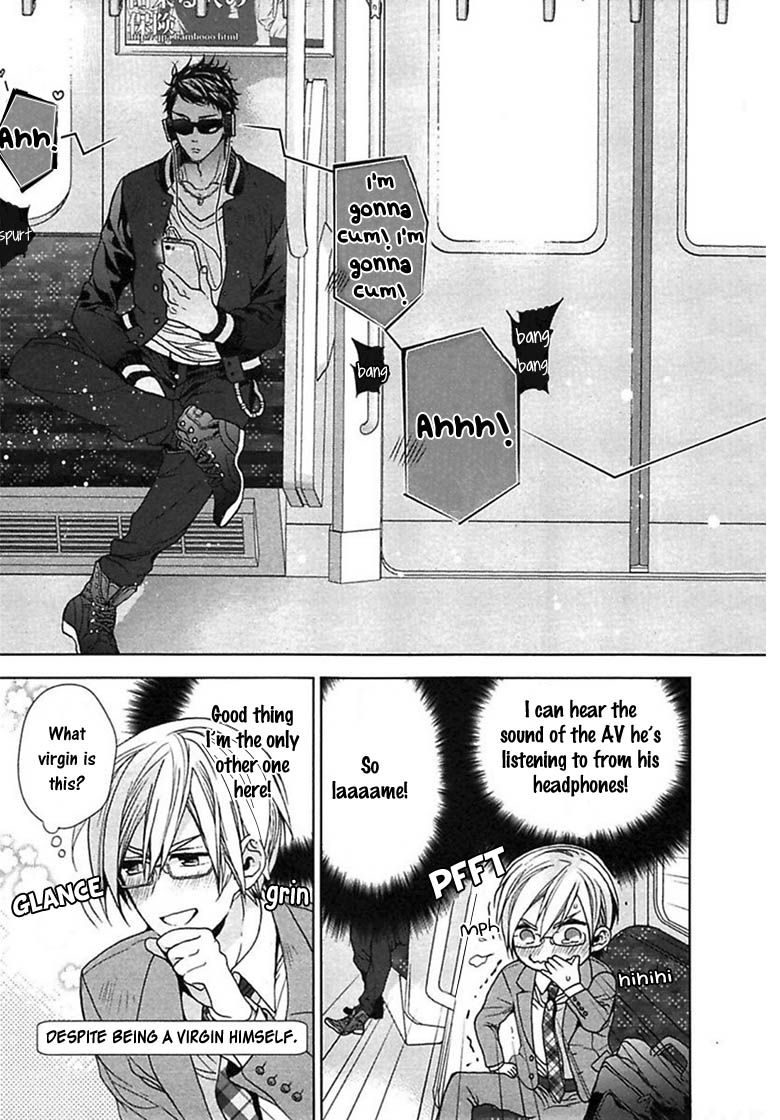 bang
bang
Ahhh!
bang
I'm
gonna
cum! I'm
gonna
cum!
Ahh!
spurt
I can hear the
sound of the AV he's
listening to from his
headphones!
So
laaaame!
PFFT
mph
hihihi
Good thing
I'm the only
other one
here!
What
virgin is
this?
GLANCE
grin
DESPITE BEING A VIRGIN HIMSELF.